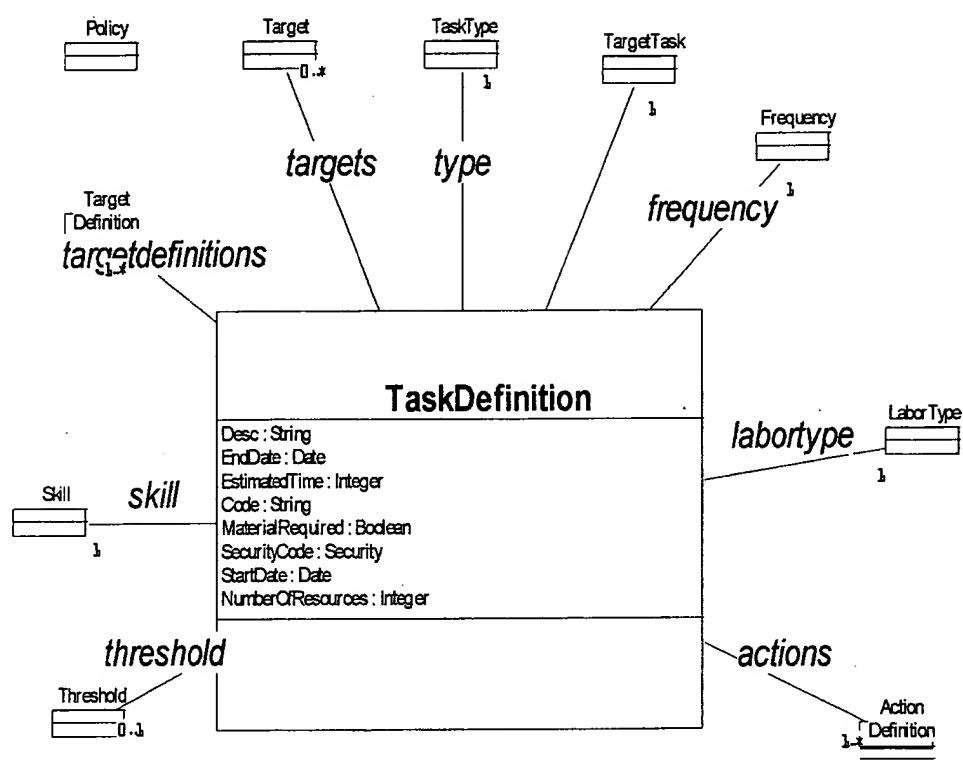 Policy
Target
0..*
TaskType
1
TargetTask
1
Frequency
1
targets
type
frequency
Target
Definition
targetdefinitions
1..*
TaskDefinition
Desc : String
EndDate : Date
EstimatedTime : Integer
Code : String
MaterialRequired : Boolean
SecurityCode : Security
StartDate : Date
NumberOfResources : Integer
labortype
LaborType
1
Skill
skill
1
threshold
Threshold
0..1
actions
Action
Definition
1..*